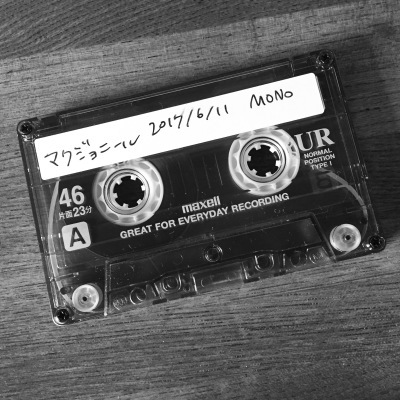 マクジョニール 2017/6/11 MONO
UR
NORMAL
POSITION
TYPE I
46
片面23分
maxell
A
GREAT FOR EVERYDAY RECORDING